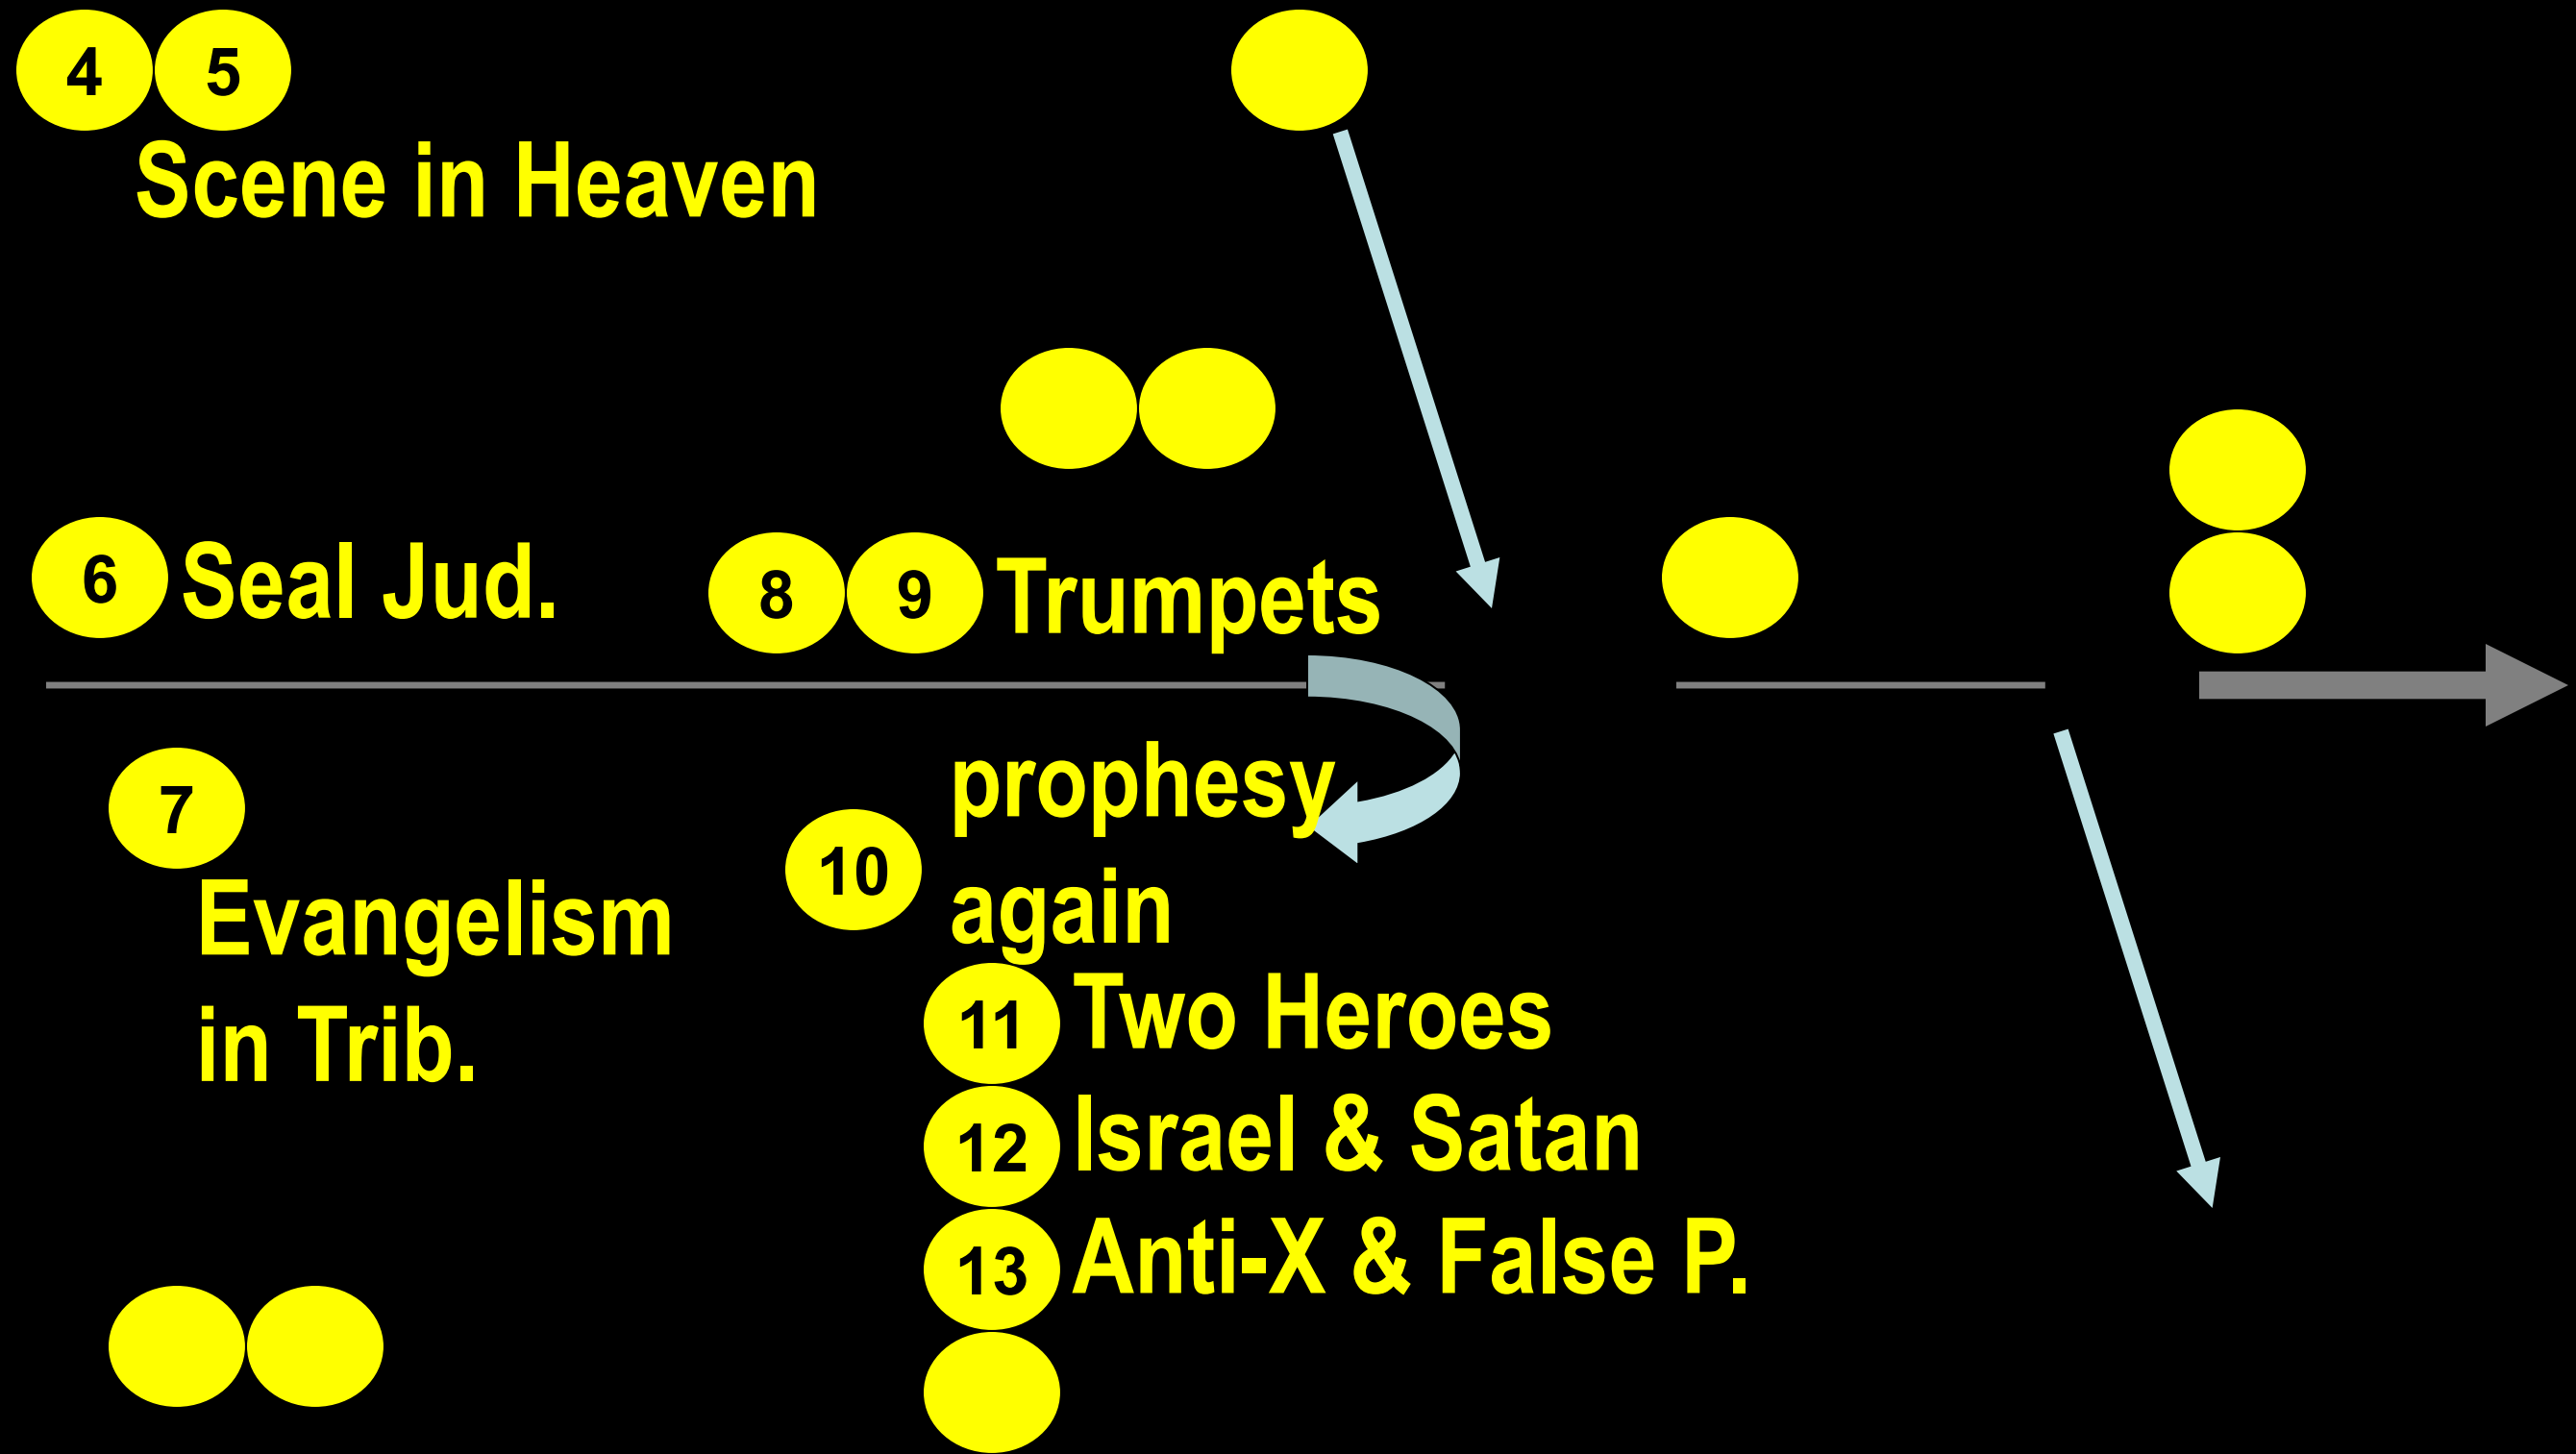 4 5
Scene in Heaven
6 Seal Jud.
8 9 Trumpets
7
Evangelism
in Trib.
10
prophesy
again
11 Two Heroes
12 Israel & Satan
13 Anti-X & False P.